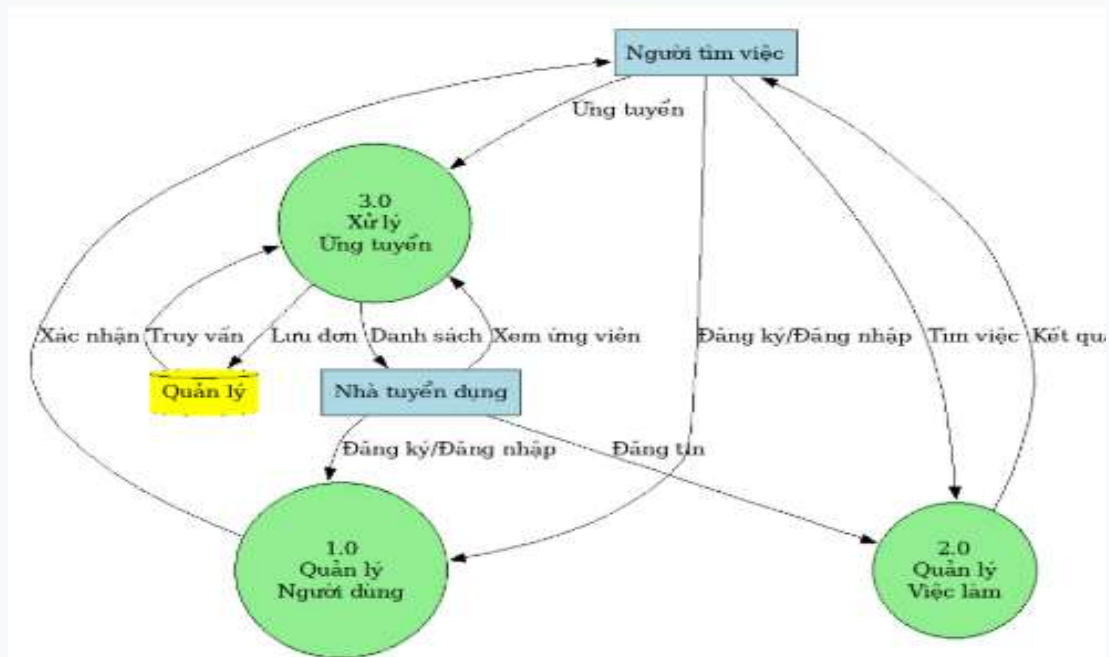 Người tìm việc
Ứng tuyển
3.0
Xử lý
Ứng tuyển
Xác nhận
Truy vấn
Lưu đơn
Danh sách
Xem ứng viên
Đăng ký/Đăng nhập
Tìm việc
Kết qu
Quản lý
Nhà tuyển dụng
Đăng ký/Đăng nhập
Đăng tin
1.0
Quản lý
Người dùng
2.0
Quản lý
Việc làm